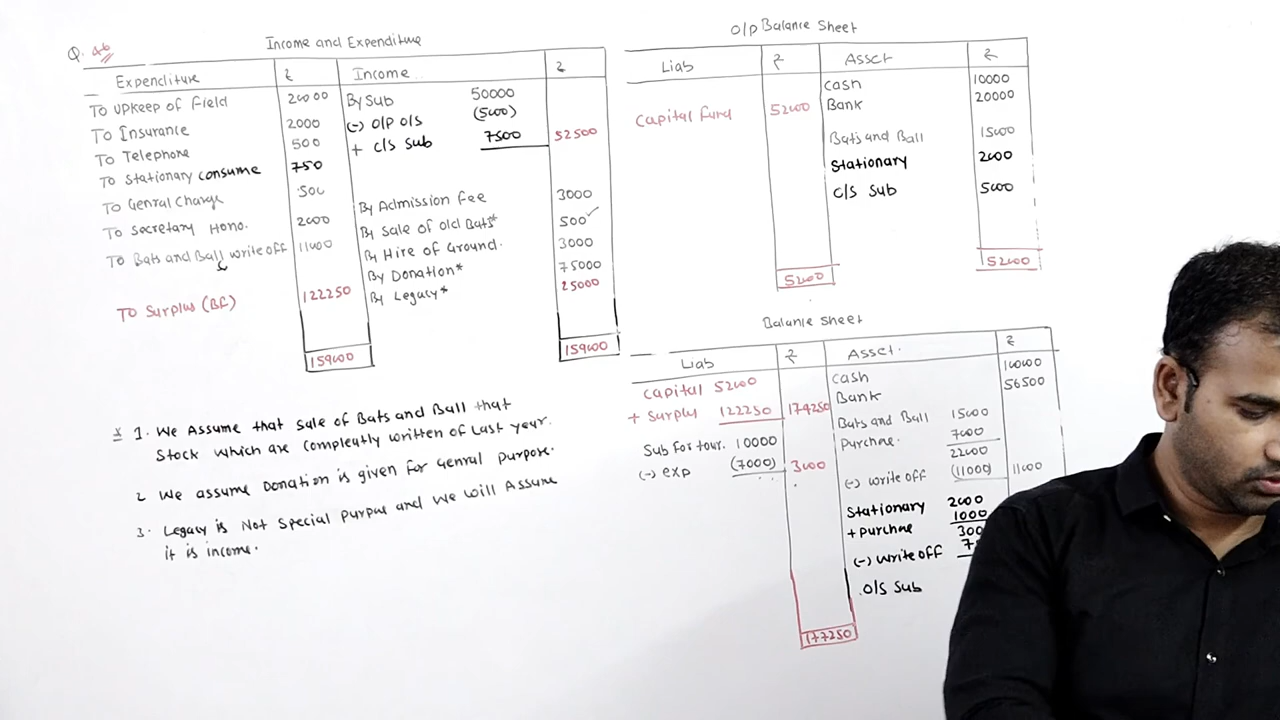 Q. 46
Income and Expenditure
Expenditure ₹ Income ₹
To Upkeep of Field 20000 By Sub 50000
To Insurance 2000 (-) O/P O/S (5000)
To Telephone 500 + C/S Sub 7500 52500
To Stationary consume 750
To Genral Charge 500 By Admission Fee 3000
To Secretary Hono. 2000 By Sale of Old Bats* 500 ✓
To Bats and Ball write off 11000 By Hire of Ground. 3000
By Donation* 75000
To Surplus (BF) 122250 By Legacy* 25000
159000 159000
* 1. We Assume that sale of Bats and Ball that
Stock which are compleatly written of Last year.
2 We assume Donation is given for Genral purpose.
3. Legacy is Not Special Purpus and We will Assume
it is income.
O/P Balance Sheet
Liab ₹ Asset ₹
Cash 10000
Capital Fund 52000 Bank 20000
Bats and Ball 15000
Stationary 2000
C/S Sub 5000
52000 52000
Balance Sheet
Liab ₹ Asset. ₹
Capital 52000 Cash 10000
+ Surplu 122250 174250 Bank 56500
Bats and Ball 15000
Sub For tour. 10000 Purchae. 7000
(-) exp (7000) 3000 22000
(-) write off (11000) 11000
Stationary 2000
+ Purchae 1000
300
(-) write off 7
O/S Sub
177250